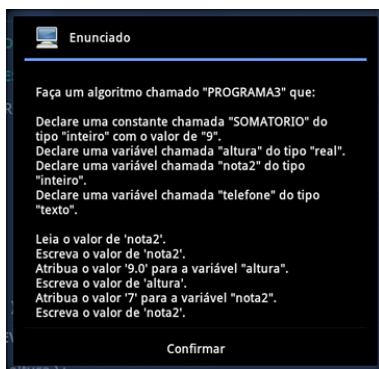 Enunciado
Faça um algoritmo chamado "PROGRAMA3" que:
Declare uma constante chamada "SOMATORIO" do
tipo "inteiro" com o valor de "9".
Declare uma variável chamada "altura" do tipo "real".
Declare uma variável chamada "nota2" do tipo
"inteiro".
Declare uma variável chamada "telefone" do tipo
"texto".
Leia o valor de 'nota2'.
Escreva o valor de 'nota2'.
Atribua o valor '9.0' para a variável "altura".
Escreva o valor de 'altura'.
Atribua o valor '7' para a variável "nota2".
Escreva o valor de 'nota2'.
Confirmar